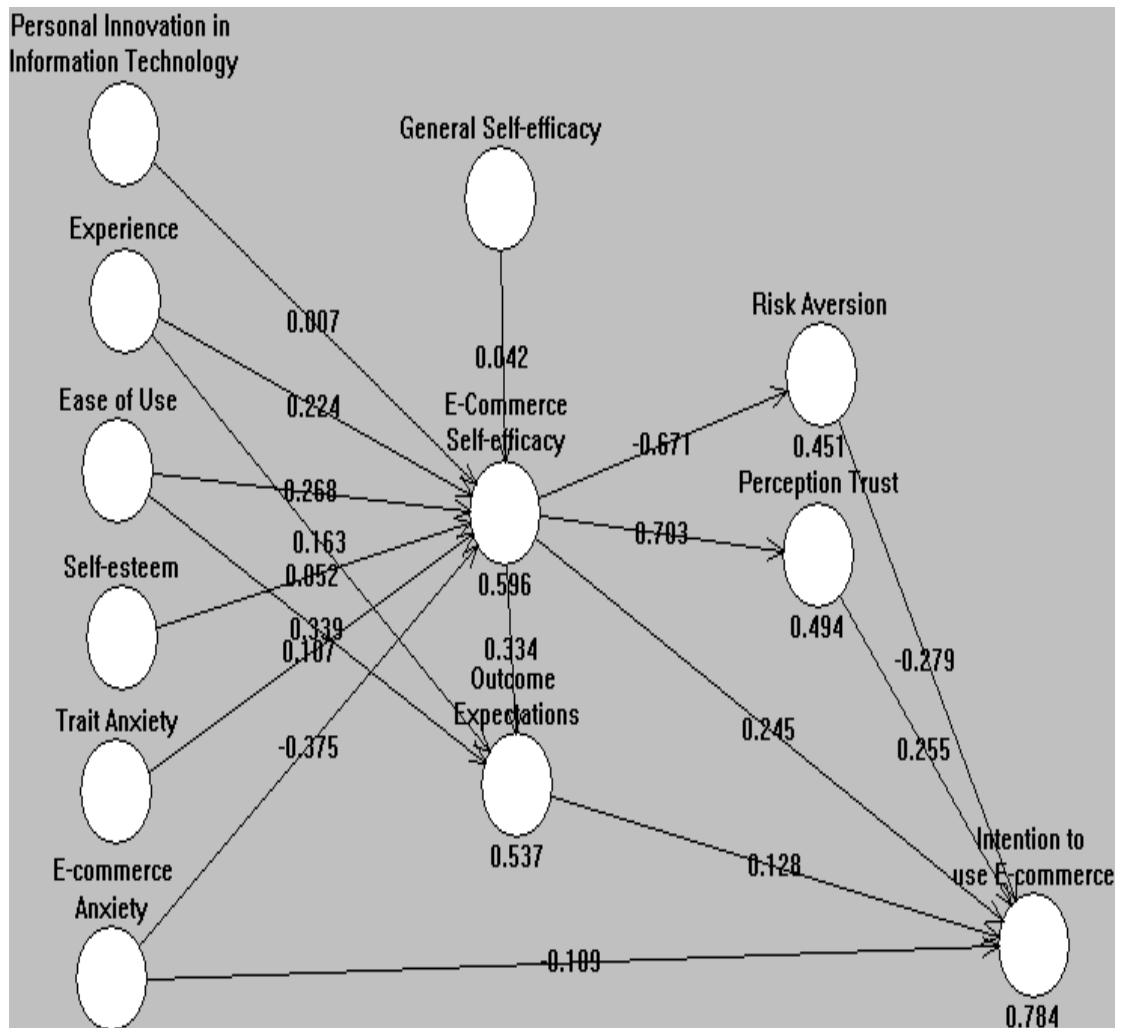 Personal Innovation in
Information Technology
General Self-efficacy
Experience
Risk Aversion
0.007
0.042
Ease of Use
0.224
E-Commerce
Self-efficacy
-0.671
0.451
Perception Trust
0.268
0.703
0.163
Self-esteem
0.052
0.596
0.494
0.339
0.107
0.334
-0.279
Outcome
Expectations
Trait Anxiety
-0.375
0.245
0.255
0.537
0.128
Intention to
use E-commerce
E-commerce
Anxiety
-0.109
0.784